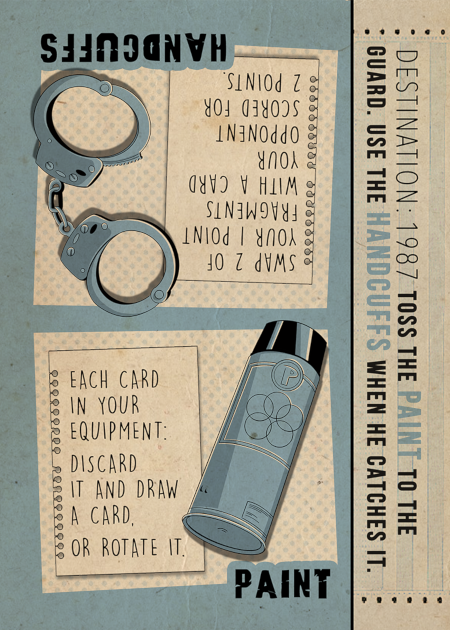 HANDCUFFS
SWAP 2 OF
YOUR 1 POINT
FRAGMENTS
WITH A CARD
YOUR
OPPONENT
SCORED FOR
2 POINTS.
EACH CARD
IN YOUR
EQUIPMENT:
DISCARD
IT AND DRAW
A CARD,
OR ROTATE IT.
PAINT
P
DESTINATION: 1987 TOSS THE PAINT TO THE
GUARD. USE THE HANDCUFFS WHEN HE CATCHES IT.